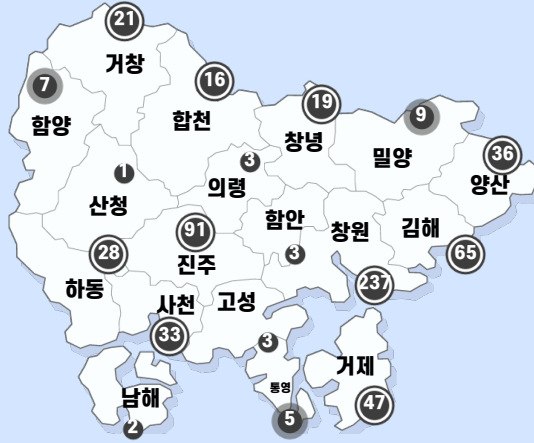 21
거창
7
함양
16
합천
19
창녕
9
밀양
36
양산
1
산청
3
의령
함안
3
창원
김해
65
91
진주
28
하동
237
사천
33
고성
3
통영
5
거제
47
남해
2